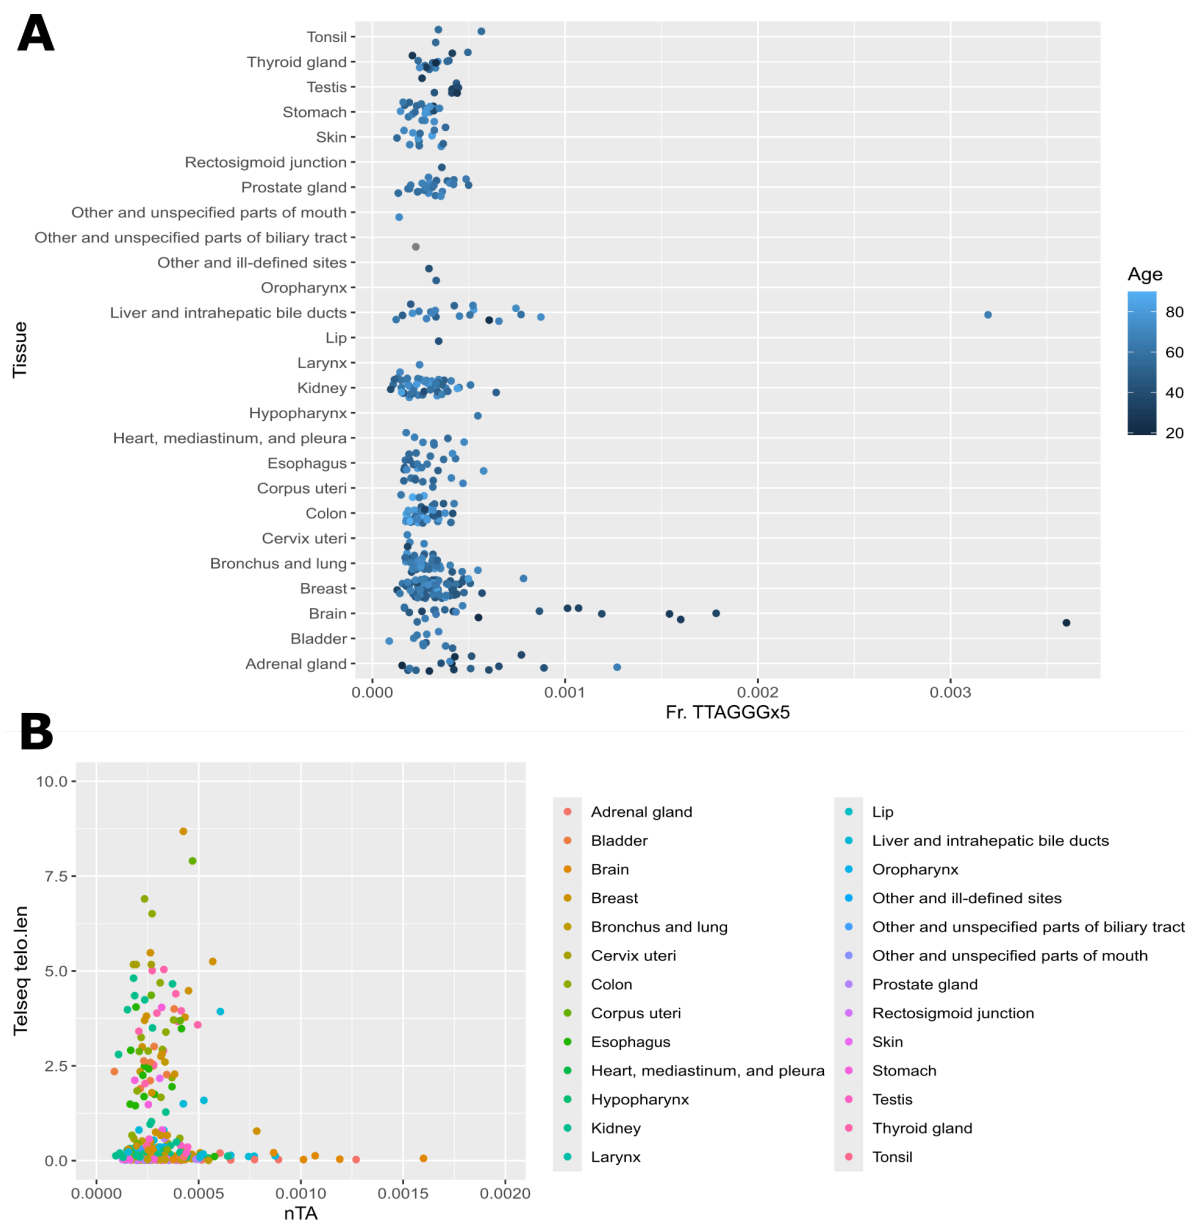 A
Tonsil
Thyroid gland
Testis
Stomach
Skin
Rectosigmoid junction
Prostate gland
Other and unspecified parts of mouth
Other and unspecified parts of biliary tract
Other and ill-defined sites
Oropharynx
Liver and intrahepatic bile ducts
Lip
Larynx
Kidney
Hypopharynx
Heart, mediastinum, and pleura
Esophagus
Corpus uteri
Colon
Cervix uteri
Bronchus and lung
Breast
Brain
Bladder
Adrenal gland
Tissue
0.000 0.001 0.002 0.003
Fr. TTAGGGx5
Age
80
60
40
20
B
10.0
7.5
5.0
2.5
0.0
Telseq telo.len
0.0000 0.0005 0.0010 0.0015 0.0020
nTA
Adrenal gland
Bladder
Brain
Breast
Bronchus and lung
Cervix uteri
Colon
Corpus uteri
Esophagus
Heart, mediastinum, and pleura
Hypopharynx
Kidney
Larynx
Lip
Liver and intrahepatic bile ducts
Oropharynx
Other and ill-defined sites
Other and unspecified parts of biliary tract
Other and unspecified parts of mouth
Prostate gland
Rectosigmoid junction
Skin
Stomach
Testis
Thyroid gland
Tonsil